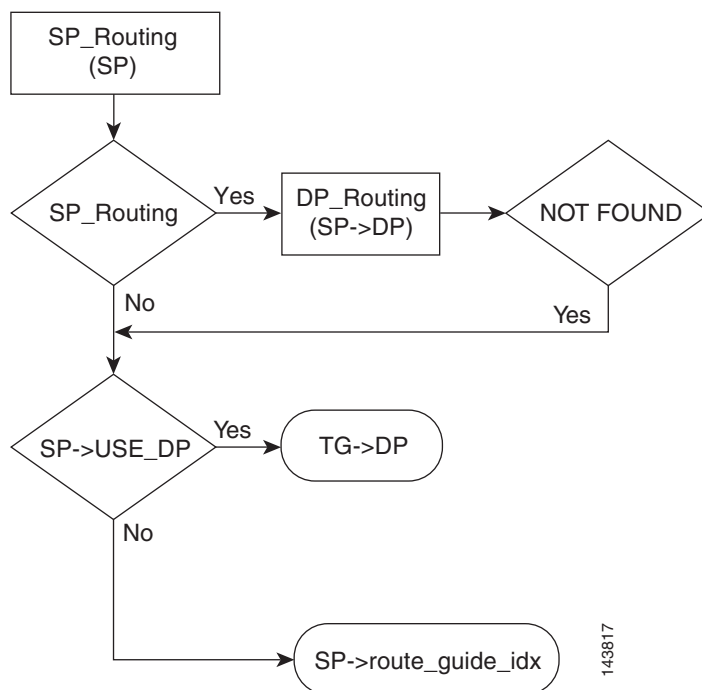 SP_Routing
(SP)
SP_Routing
Yes
DP_Routing
(SP->DP)
NOT FOUND
No
Yes
SP->USE_DP
Yes
TG->DP
No
SP->route_guide_idx
143817